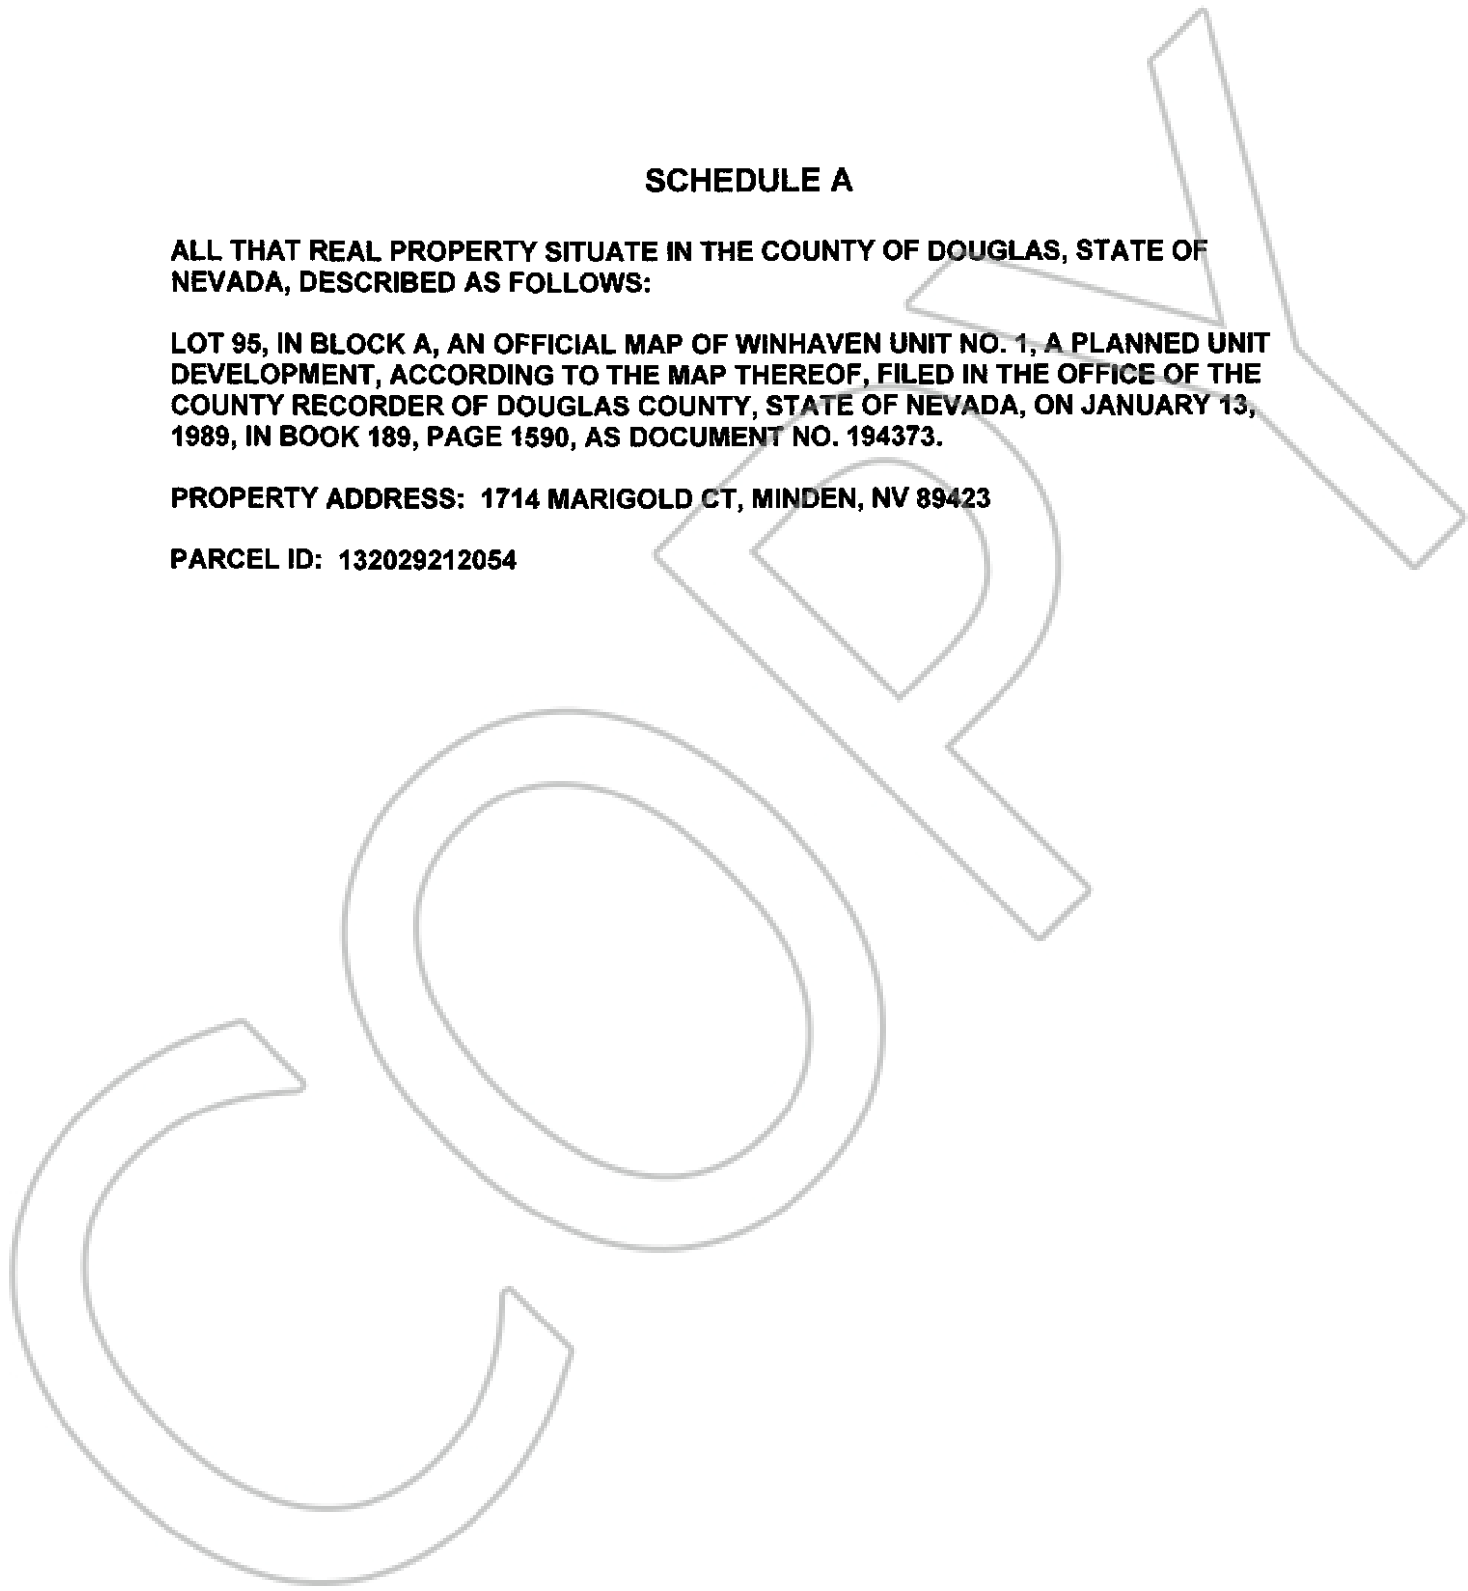 SCHEDULE A
ALL THAT REAL PROPERTY SITUATE IN THE COUNTY OF DOUGLAS, STATE OF
NEVADA, DESCRIBED AS FOLLOWS:
LOT 95, IN BLOCK A, AN OFFICIAL MAP OF WINHAVEN UNIT NO. 1, A PLANNED UNIT
DEVELOPMENT, ACCORDING TO THE MAP THEREOF, FILED IN THE OFFICE OF THE
COUNTY RECORDER OF DOUGLAS COUNTY, STATE OF NEVADA, ON JANUARY 13,
1989, IN BOOK 189, PAGE 1590, AS DOCUMENT NO. 194373.
PROPERTY ADDRESS: 1714 MARIGOLD CT, MINDEN, NV 89423
PARCEL ID: 132029212054
COPY